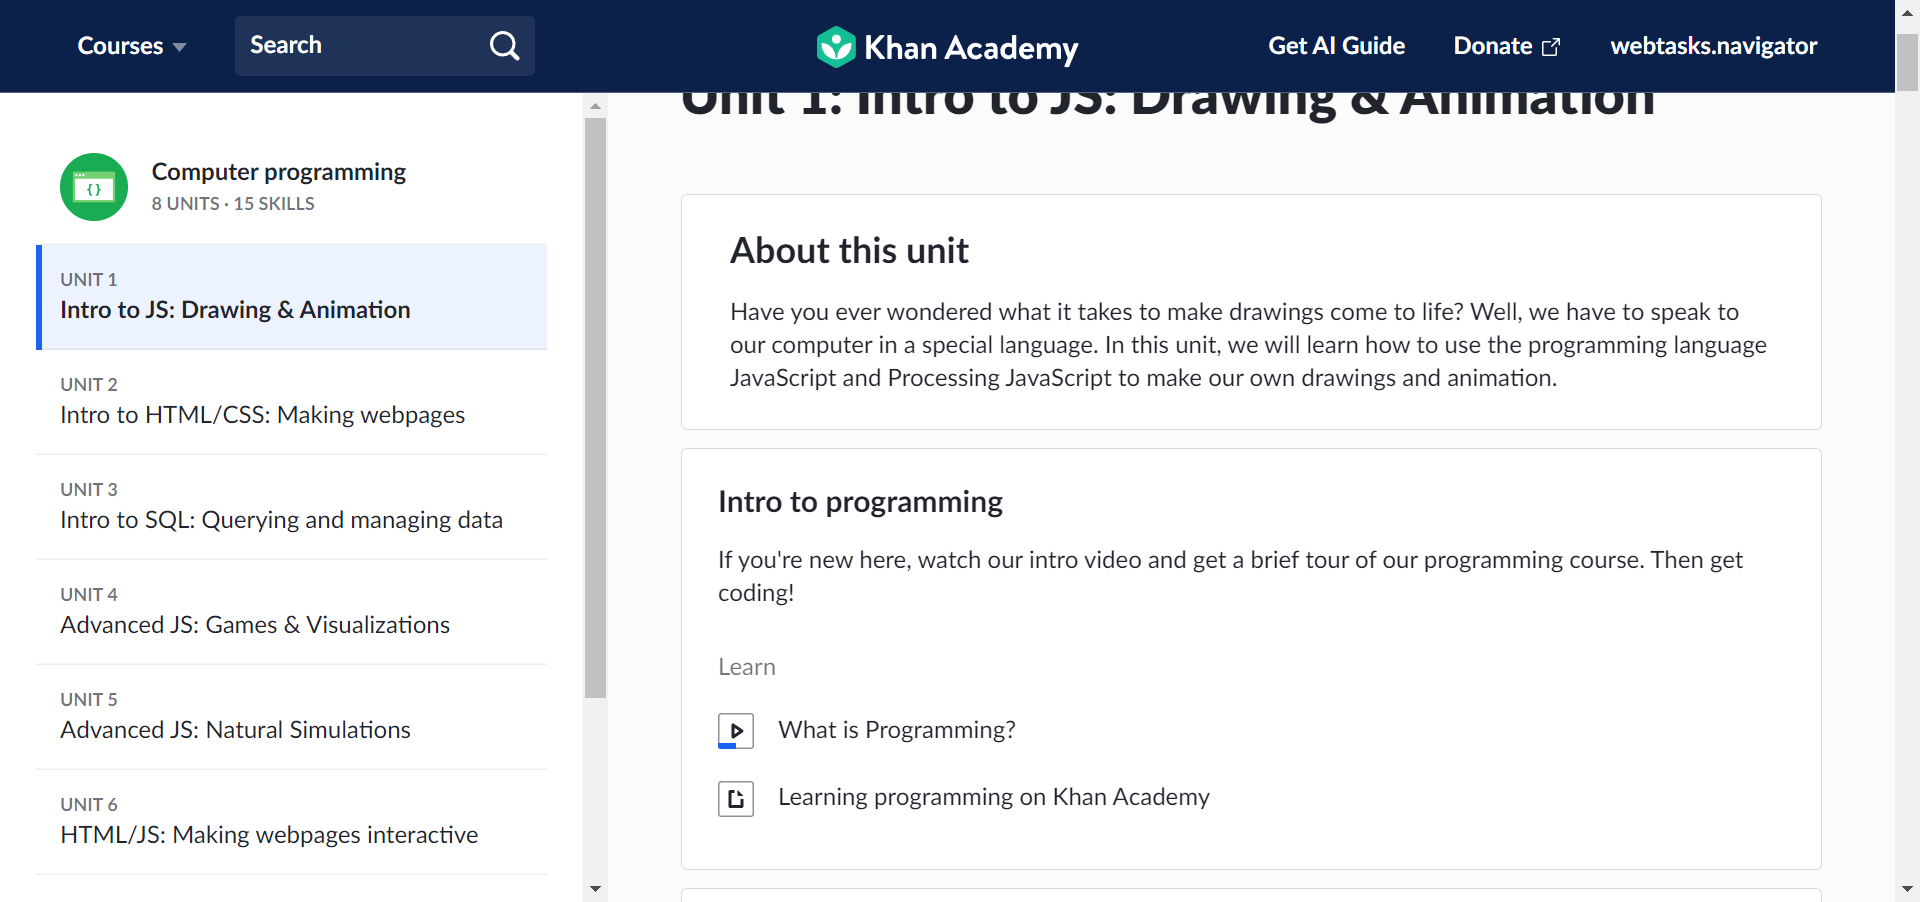 Courses
Search
Khan Academy
Get AI Guide
Donate
webtasks.navigator
Computer programming
8 UNITS · 15 SKILLS
UNIT 1
Intro to JS: Drawing & Animation
UNIT 2
Intro to HTML/CSS: Making webpages
UNIT 3
Intro to SQL: Querying and managing data
UNIT 4
Advanced JS: Games & Visualizations
UNIT 5
Advanced JS: Natural Simulations
UNIT 6
HTML/JS: Making webpages interactive
Unit 1: Intro to JS: Drawing & Animation
About this unit
Have you ever wondered what it takes to make drawings come to life? Well, we have to speak to
our computer in a special language. In this unit, we will learn how to use the programming language
JavaScript and Processing JavaScript to make our own drawings and animation.
Intro to programming
If you're new here, watch our intro video and get a brief tour of our programming course. Then get
coding!
Learn
What is Programming?
Learning programming on Khan Academy